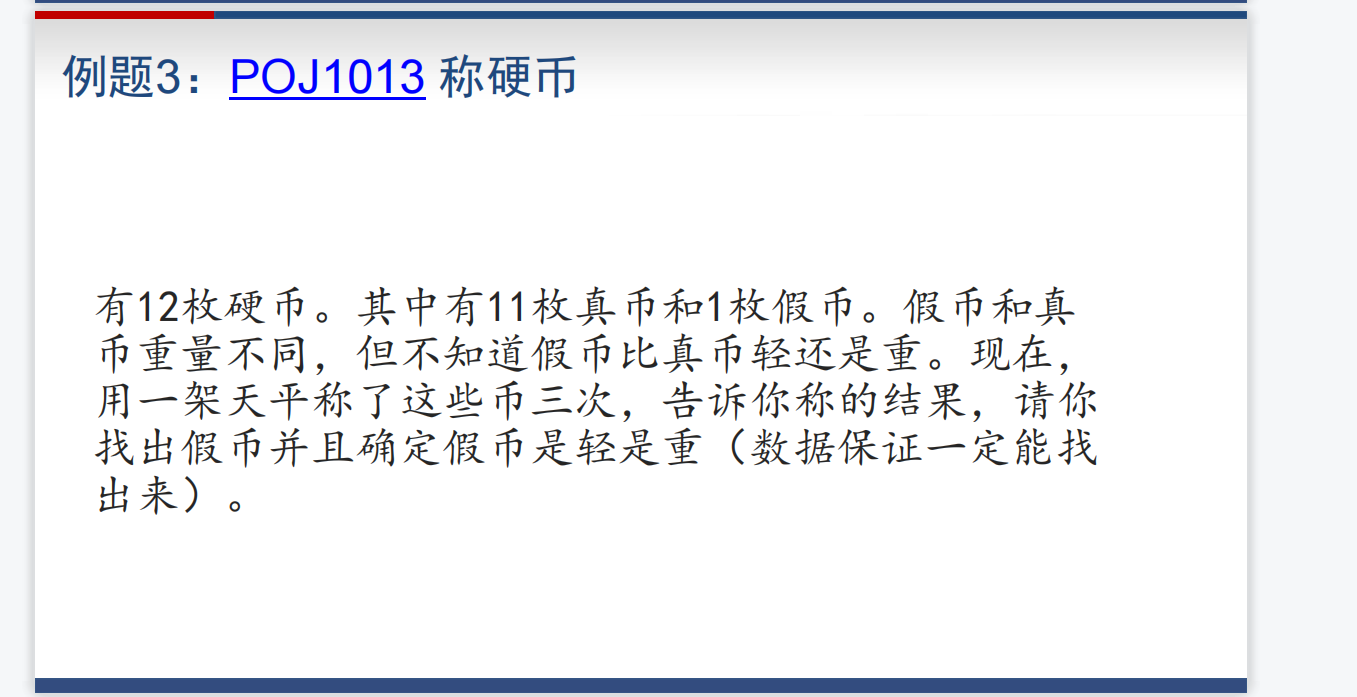 例题3：POJ1013 称硬币
有12枚硬币。其中有11枚真币和1枚假币。假币和真
币重量不同，但不知道假币比真币轻还是重。现在，
用一架天平称了这些币三次，告诉你称的结果，请你
找出假币并且确定假币是轻是重（数据保证一定能找
出来）。